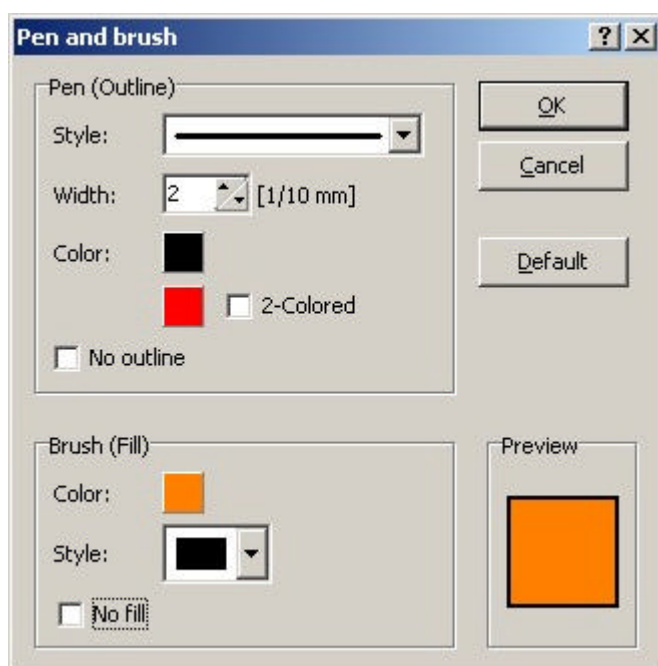 Pen and brush
Pen (Outline)
Style:
Width: 2 [1/10 mm]
Color:
2-Colored
No outline
OK
Cancel
Default
Brush (Fill)
Color:
Style:
No fill
Preview